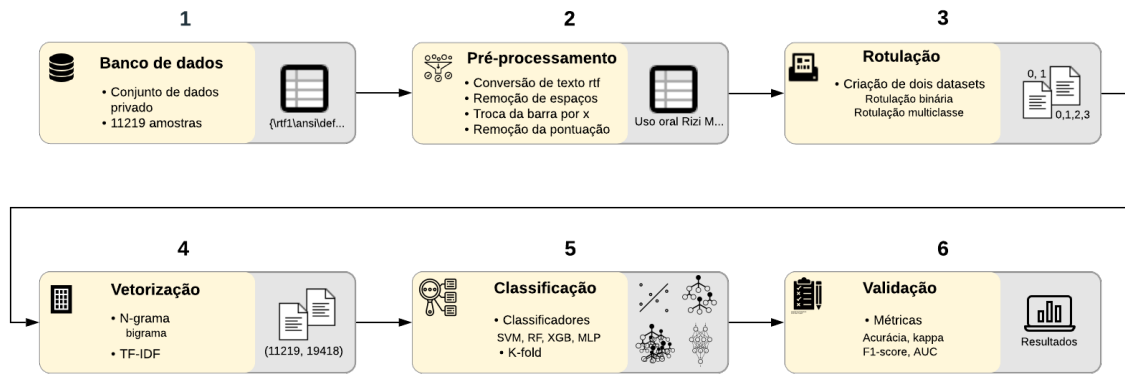 1
Banco de dados
• Conjunto de dados
privado
• 11219 amostras
{\rtf1\ansi\def...
2
Pré-processamento
• Conversão de texto rtf
• Remoção de espaços
• Troca da barra por x
• Remoção da pontuação
Uso oral Rizi M...
3
Rotulação
• Criação de dois datasets
Rotulação binária
Rotulação multiclasse
0, 1
0,1,2,3
4
Vetorização
• N-grama
bigrama
• TF-IDF
(11219, 19418)
5
Classificação
• Classificadores
SVM, RF, XGB, MLP
• K-fold
6
Validação
• Métricas
Acurácia, kappa
F1-score, AUC
Resultados